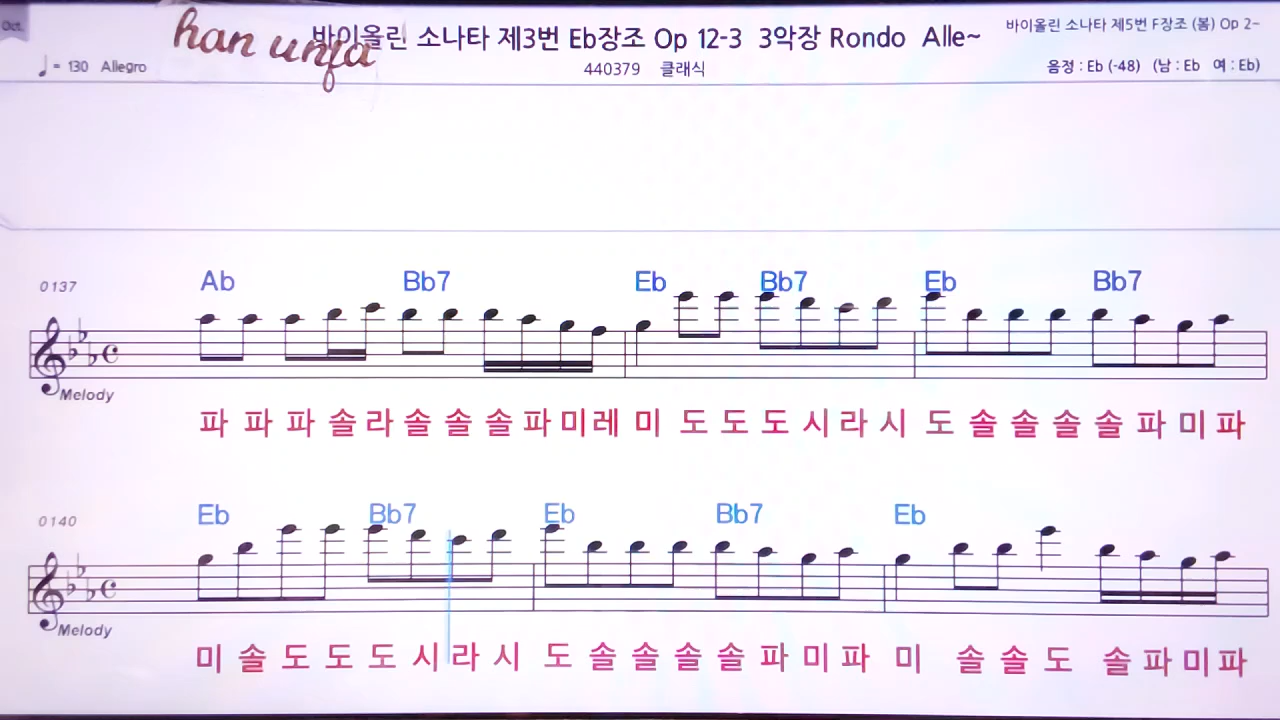 Oct.
han unfa
바이올린 소나타 제3번 Eb장조 Op 12-3 3악장 Rondo Alle~
바이올린 소나타 제5번 F장조 (봄) Op 2~
♩ = 130 Allegro
440379 클래식
음정 : Eb (-48) (남 : Eb 여 : Eb)
0137
Ab Bb7 Eb Bb7 Eb Bb7
Melody
파 파 파 솔 라 솔 솔 솔 파 미 레 미 도 도 도 시 라 시 도 솔 솔 솔 솔 파 미 파
0140
Eb Bb7 Eb Bb7 Eb
Melody
미 솔 도 도 도 시 라 시 도 솔 솔 솔 솔 파 미 파 미 솔 솔 도 솔 파 미 파